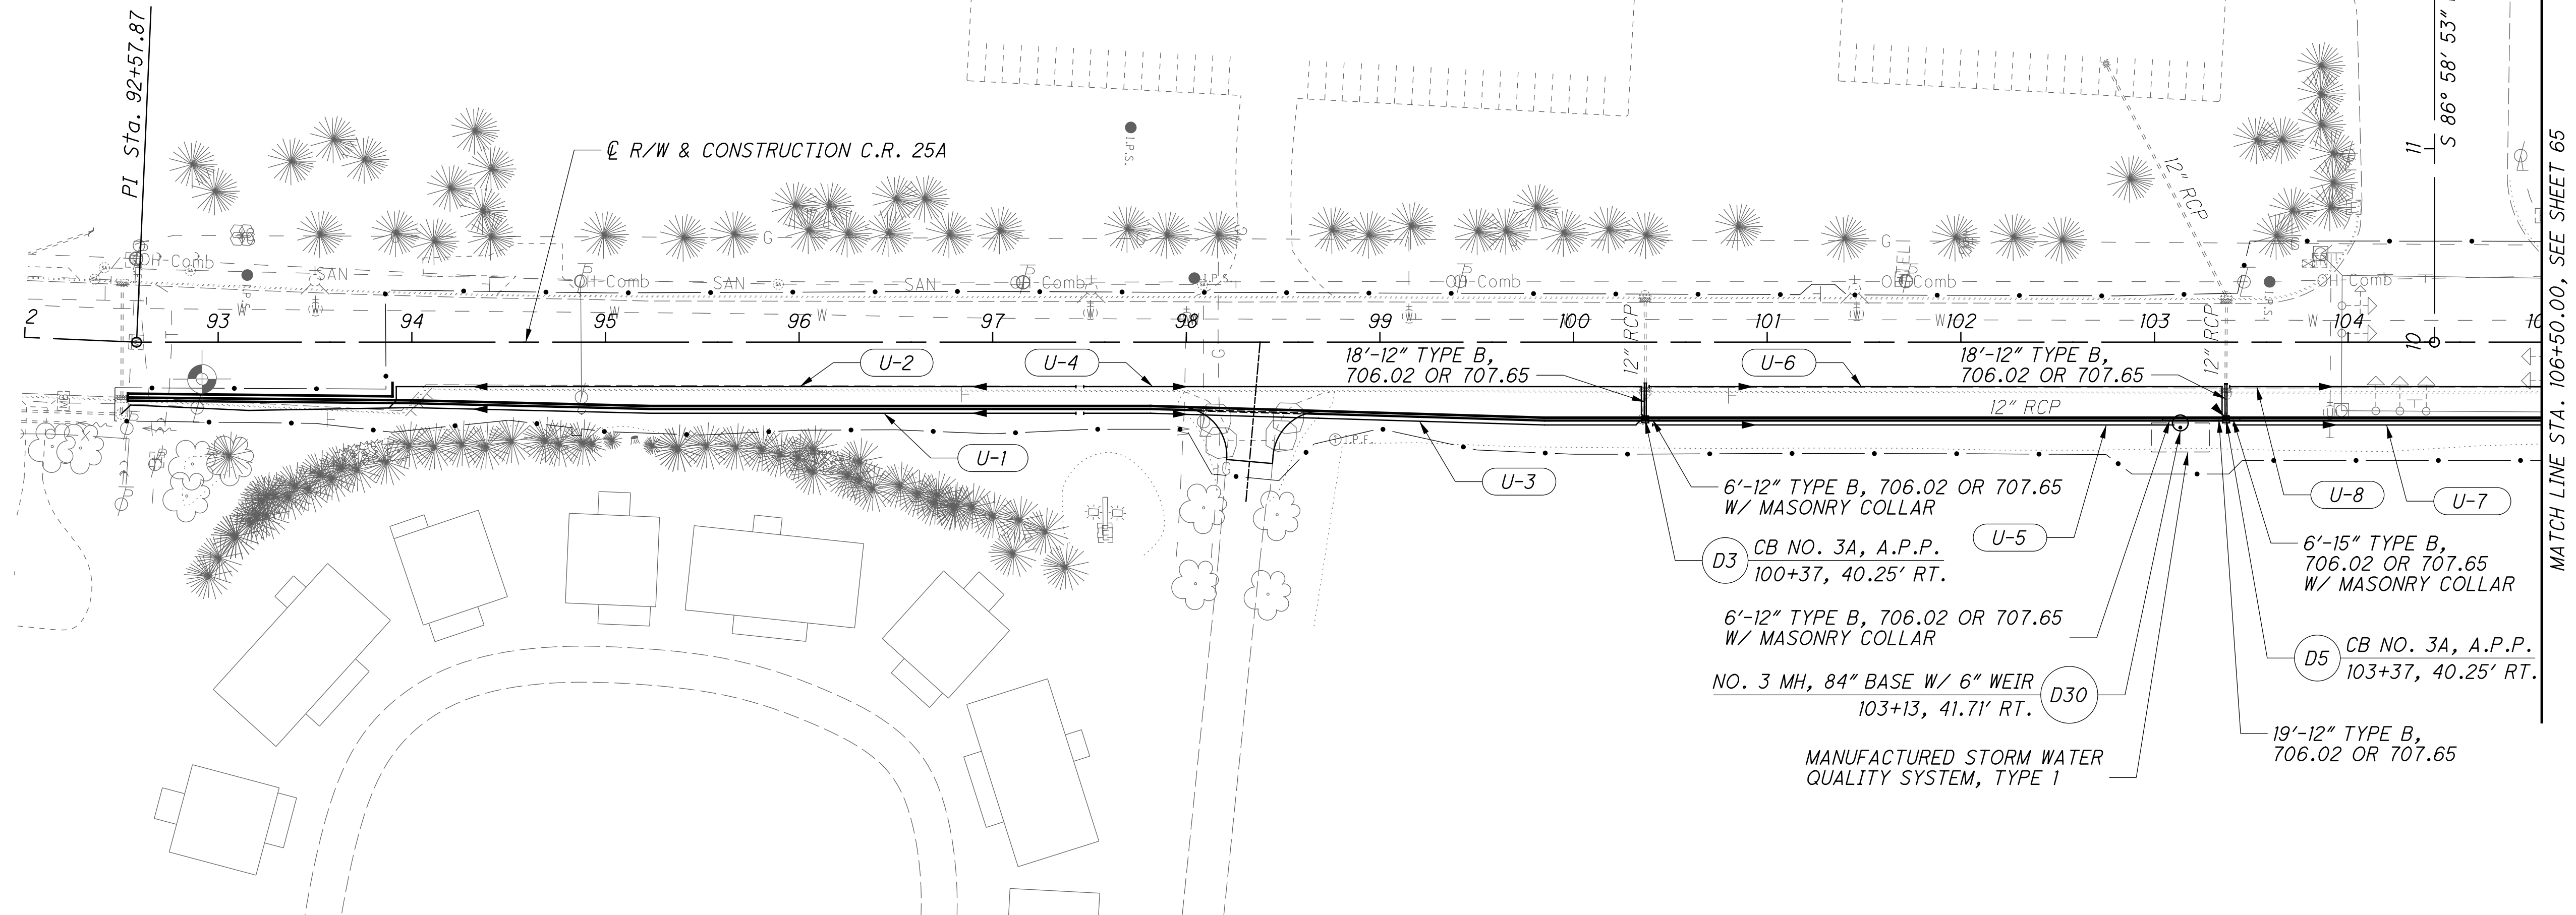 PI Sta. 92+57.87
℄ R/W & CONSTRUCTION C.R. 25A
S 86° 58' 53"
MATCH LINE STA. 106+50.00, SEE SHEET 65
I.P.S.
12" RCP
11
10
G
G
OH-Comb
SAN
OH-Comb
SAN
SAN
OH-Comb
I.P.S.
OH-Comb
OH-Comb
OH-Comb
I.P.S.
I.P.S.
W
W
W
W
W
2
93
94
95
96
97
98
99
100
101
102
103
104
10
12" RCP
12" RCP
U-2
U-4
18'-12" TYPE B,
706.02 OR 707.65
U-6
18'-12" TYPE B,
706.02 OR 707.65
12" RCP
G
G
I.P.F.
U-1
U-3
6'-12" TYPE B, 706.02 OR 707.65
W/ MASONRY COLLAR
U-5
U-8
U-7
D3
CB NO. 3A, A.P.P.
100+37, 40.25' RT.
6'-15" TYPE B,
706.02 OR 707.65
W/ MASONRY COLLAR
6'-12" TYPE B, 706.02 OR 707.65
W/ MASONRY COLLAR
D5
CB NO. 3A, A.P.P.
103+37, 40.25' RT.
NO. 3 MH, 84" BASE W/ 6" WEIR
103+13, 41.71' RT.
D30
19'-12" TYPE B,
706.02 OR 707.65
MANUFACTURED STORM WATER
QUALITY SYSTEM, TYPE 1